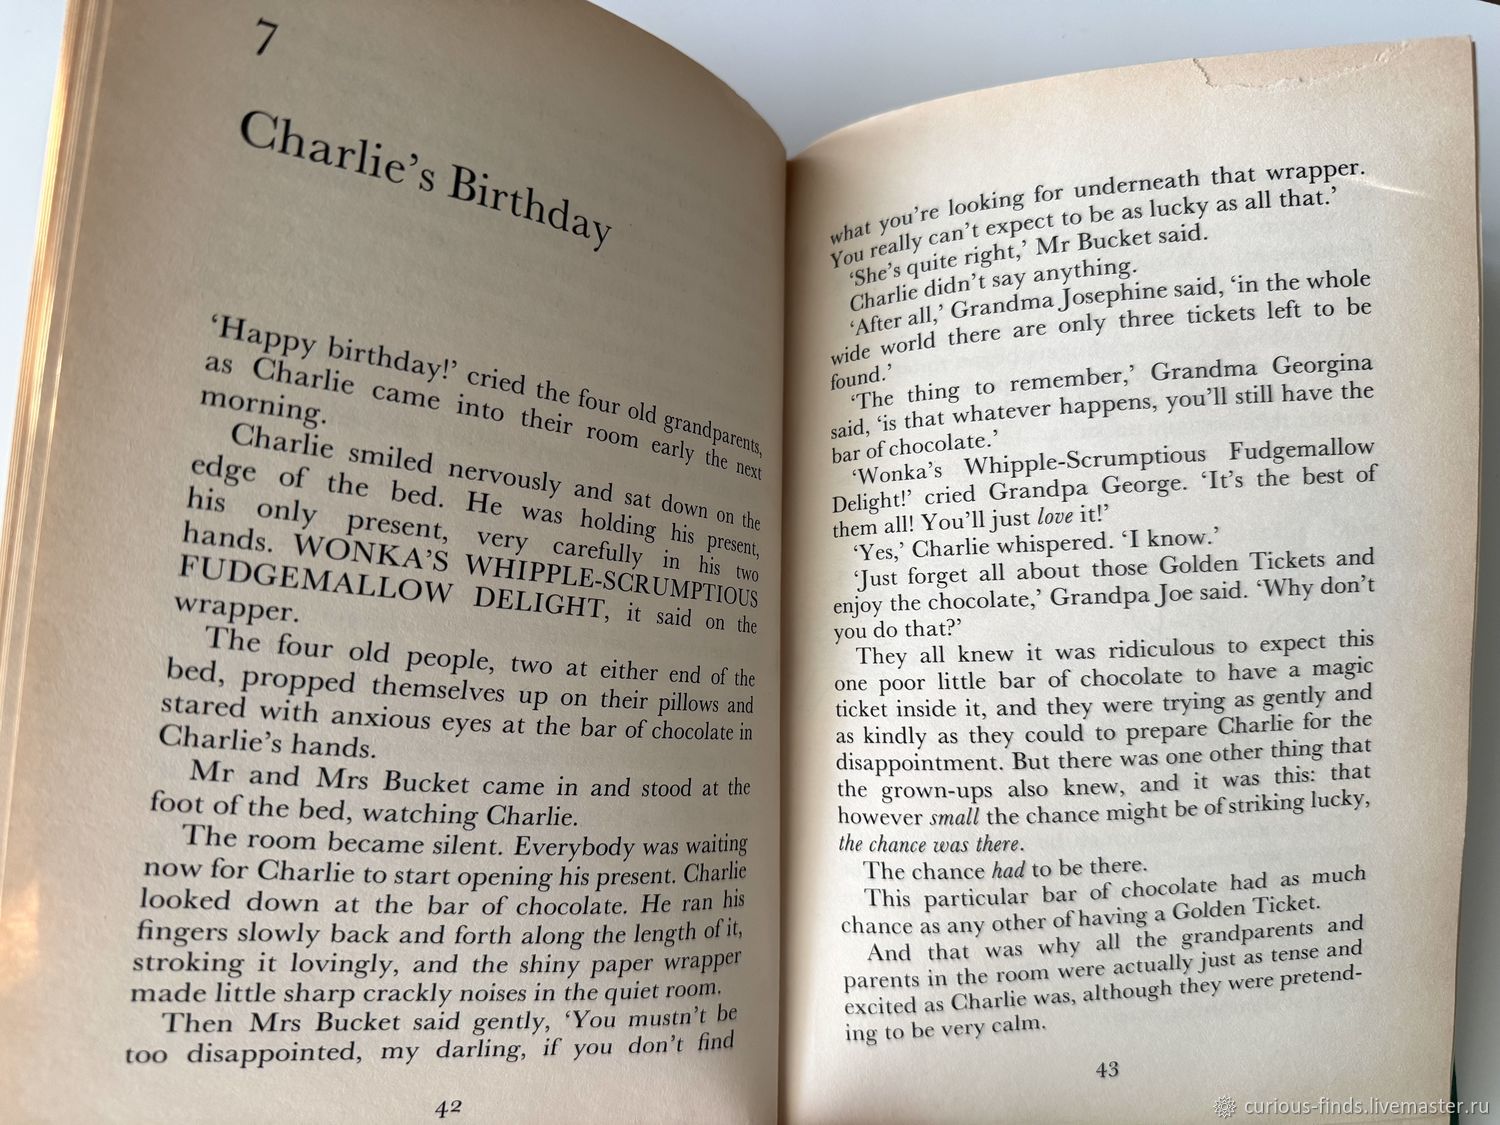 7
Charlie's Birthday
'Happy birthday!' cried the four old grandparents,
as Charlie came into their room early the next
morning.
Charlie smiled nervously and sat down on the
edge of the bed. He was holding his present,
his only present, very carefully in his two
hands. WONKA'S WHIPPLE-SCRUMPTIOUS
FUDGEMALLOW DELIGHT, it said on the
wrapper.
The four old people, two at either end of the
bed, propped themselves up on their pillows and
stared with anxious eyes at the bar of chocolate in
Charlie's hands.
Mr and Mrs Bucket came in and stood at the
foot of the bed, watching Charlie.
The room became silent. Everybody was waiting
now for Charlie to start opening his present. Charlie
looked down at the bar of chocolate. He ran his
fingers slowly back and forth along the length of it,
stroking it lovingly, and the shiny paper wrapper
made little sharp crackly noises in the quiet room.
Then Mrs Bucket said gently, 'You mustn't be
too disappointed, my darling, if you don't find
42
what you're looking for underneath that wrapper.
You really can't expect to be as lucky as all that.'
'She's quite right,' Mr Bucket said.
Charlie didn't say anything.
'After all,' Grandma Josephine said, 'in the whole
wide world there are only three tickets left to be
found.'
'The thing to remember,' Grandma Georgina
said, 'is that whatever happens, you'll still have the
bar of chocolate.'
'Wonka's Whipple-Scrumptious Fudgemallow
Delight!' cried Grandpa George. 'It's the best of
them all! You'll just love it!'
'Yes,' Charlie whispered. 'I know.'
'Just forget all about those Golden Tickets and
enjoy the chocolate,' Grandpa Joe said. 'Why don't
you do that?'
They all knew it was ridiculous to expect this
one poor little bar of chocolate to have a magic
ticket inside it, and they were trying as gently and
as kindly as they could to prepare Charlie for the
disappointment. But there was one other thing that
the grown-ups also knew, and it was this: that
however small the chance might be of striking lucky,
the chance was there.
The chance had to be there.
This particular bar of chocolate had as much
chance as any other of having a Golden Ticket.
And that was why all the grandparents and
parents in the room were actually just as tense and
excited as Charlie was, although they were pretend-
ing to be very calm.
43
curious-finds.livemaster.ru